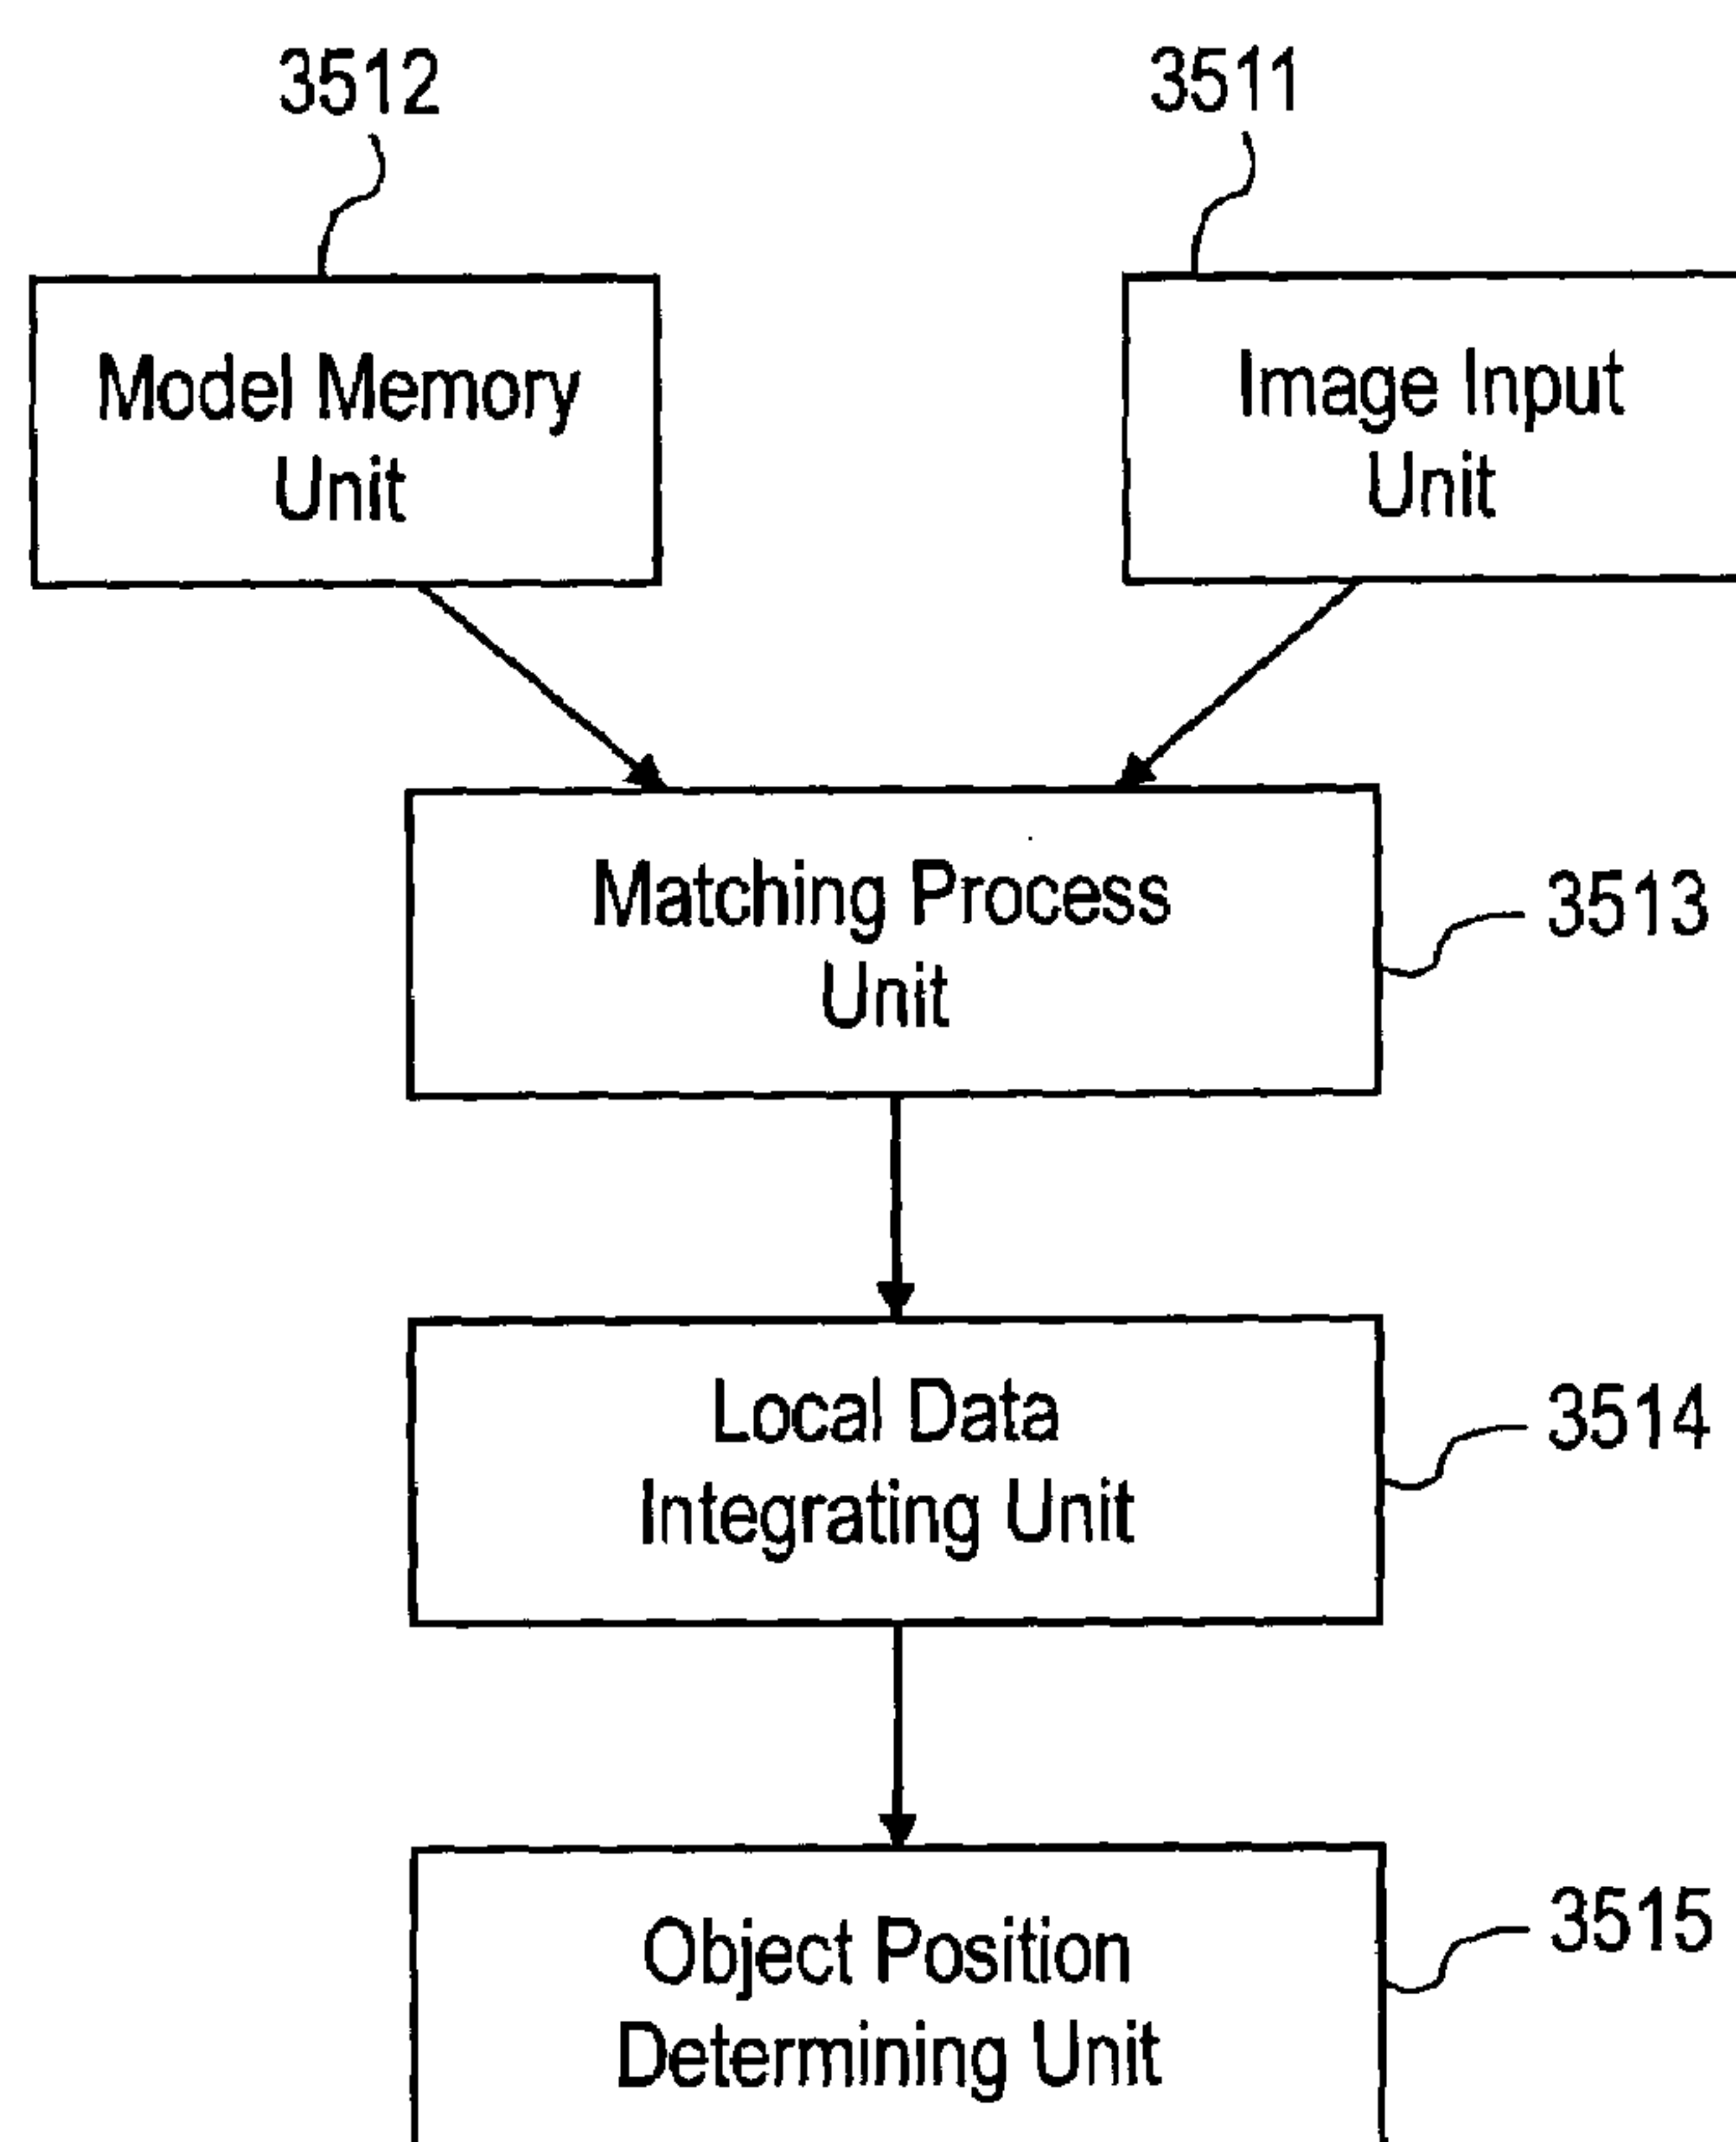 3512
3511
Model Memory
Unit
Image Input
Unit
Matching Process
Unit
3513
Local Data
Integrating Unit
3514
Object Position
Determining Unit
3515